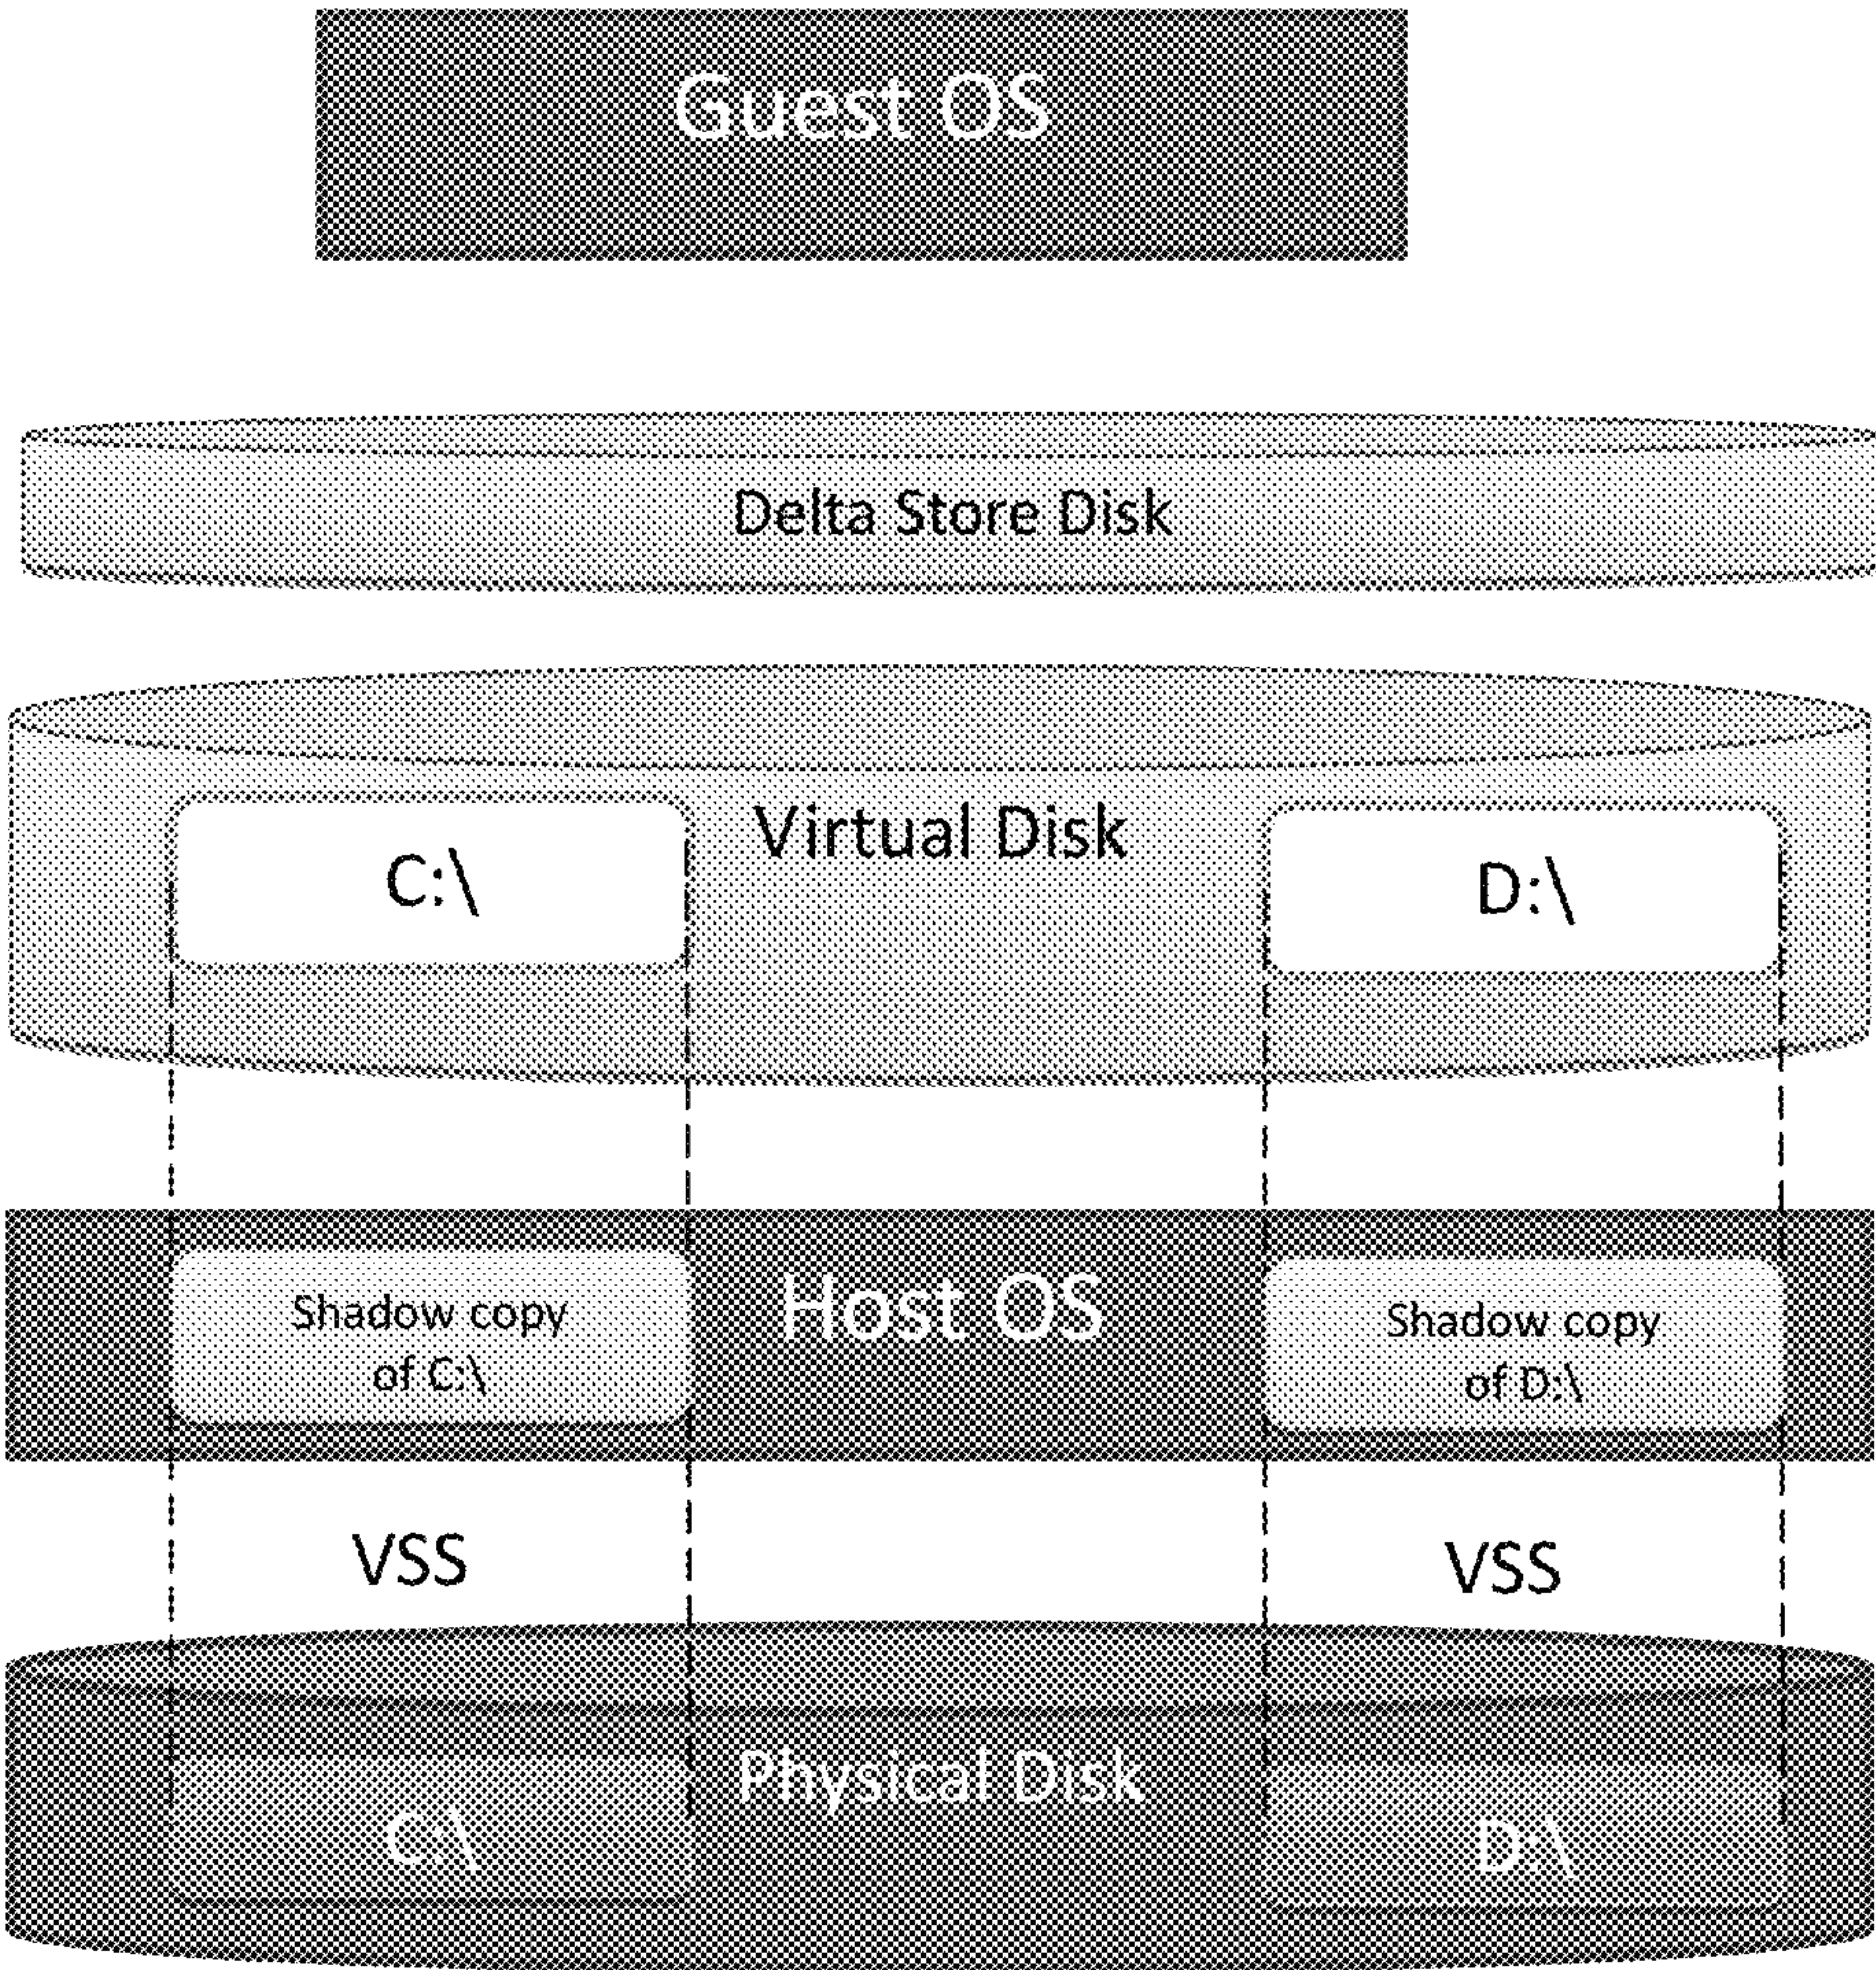 Guest OS
Delta Store Disk
Virtual Disk
C:\
D:\
Host OS
Shadow copy
of C:\
Shadow copy
of D:\
VSS
VSS
Physical Disk
C:\
D:\